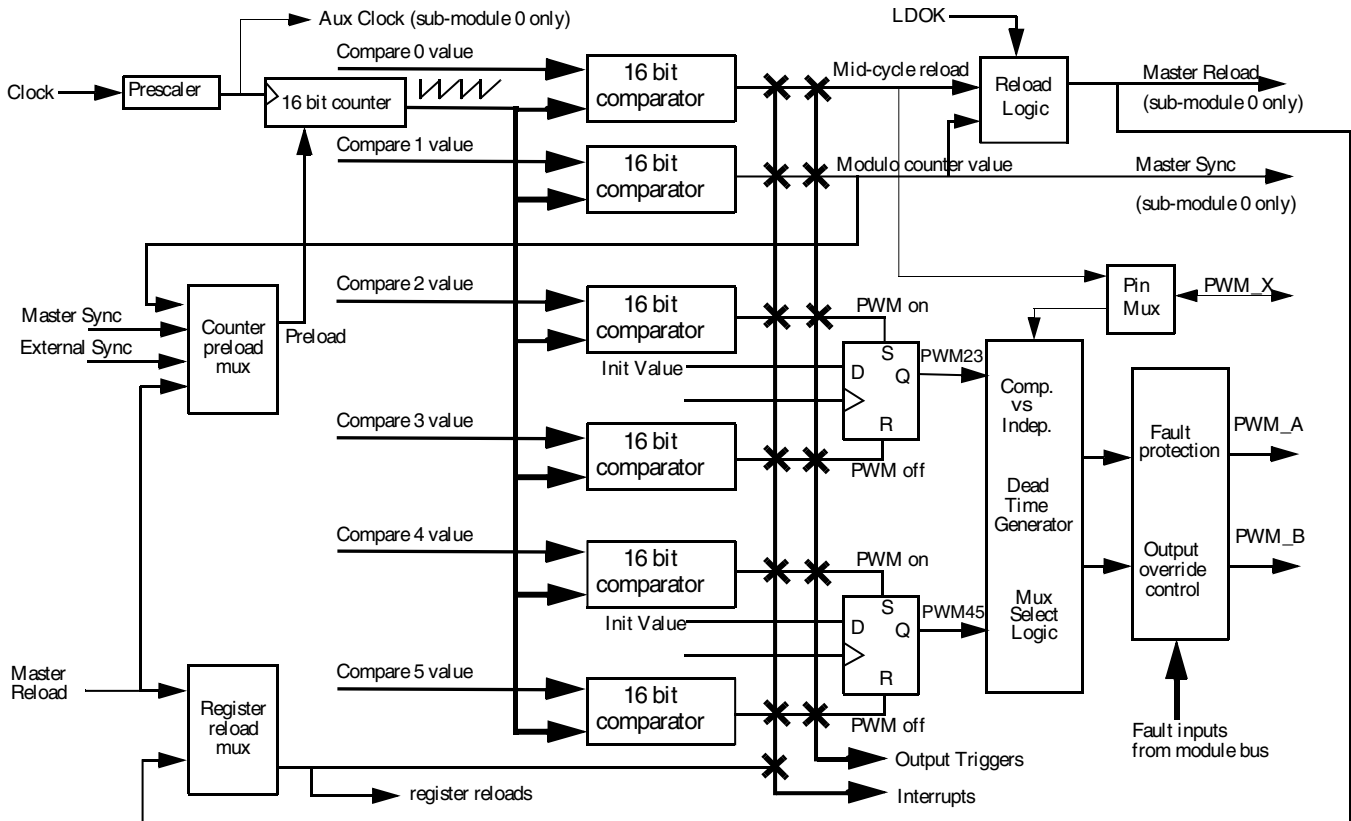 Aux Clock (sub-module 0 only)
LDOK
Compare 0 value
16 bit
comparator
Mid-cycle reload
Reload
Logic
Master Reload
(sub-module 0 only)
Clock
Prescaler
16 bit counter
Compare 1 value
16 bit
comparator
Modulo counter value
Master Sync
(sub-module 0 only)
Compare 2 value
16 bit
comparator
PWM on
Pin
Mux
PWM_X
Master Sync
External Sync
Counter
preload
mux
Preload
Init Value
D
S
Q
R
PWM23
Comp.
vs
Indep.
Dead
Time
Generator
Mux
Select
Logic
Fault
protection
Output
override
control
PWM_A
PWM_B
Compare 3 value
16 bit
comparator
PWM off
Compare 4 value
16 bit
comparator
PWM on
Init Value
D
S
Q
R
PWM45
Master
Reload
Register
reload
mux
Compare 5 value
16 bit
comparator
PWM off
Fault inputs
from module bus
Output Triggers
register reloads
Interrupts